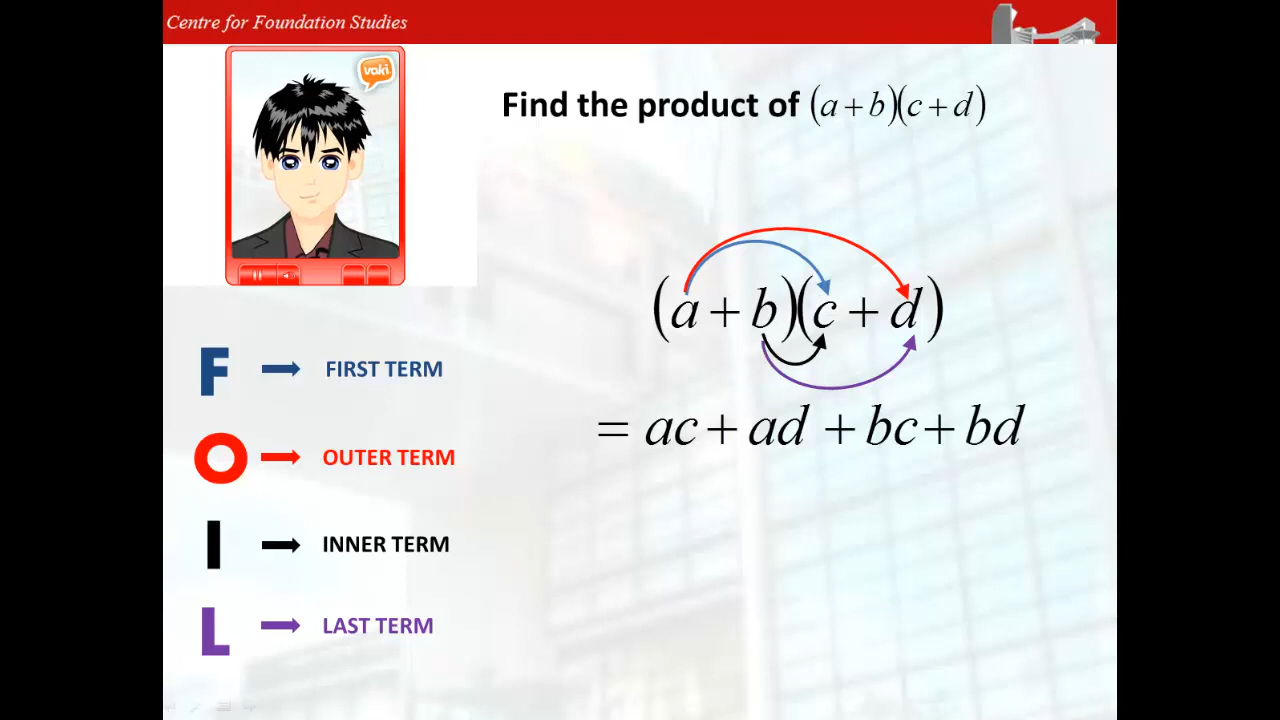 Centre for Foundation Studies
voki
Find the product of (a + b)(c + d)
(a + b)(c + d)
= ac + ad + bc + bd
F → FIRST TERM
O → OUTER TERM
I → INNER TERM
L → LAST TERM